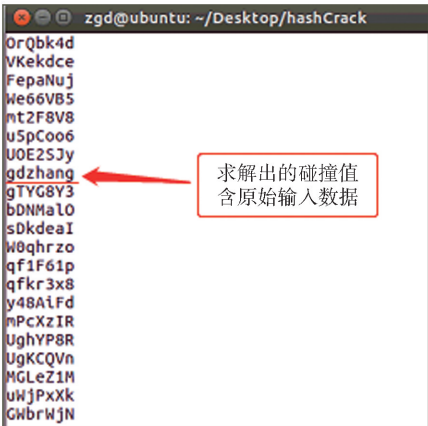 zgd@ubuntu: ~/Desktop/hashCrack
OrQbk4d
VKekdce
FepaNuj
We66VB5
mt2F8V8
u5pCoo6
UOE2SJy
gdzhang
gTYG8Y3
bDNMalO
sDkdeaI
W0qhrzo
qf1F61p
qfkr3x8
y48AiFd
mPcXzIR
UghYP8R
UgKCQVn
MGLeZ1M
uWjPxXk
GWbrWjN
求解出的碰撞值
含原始输入数据